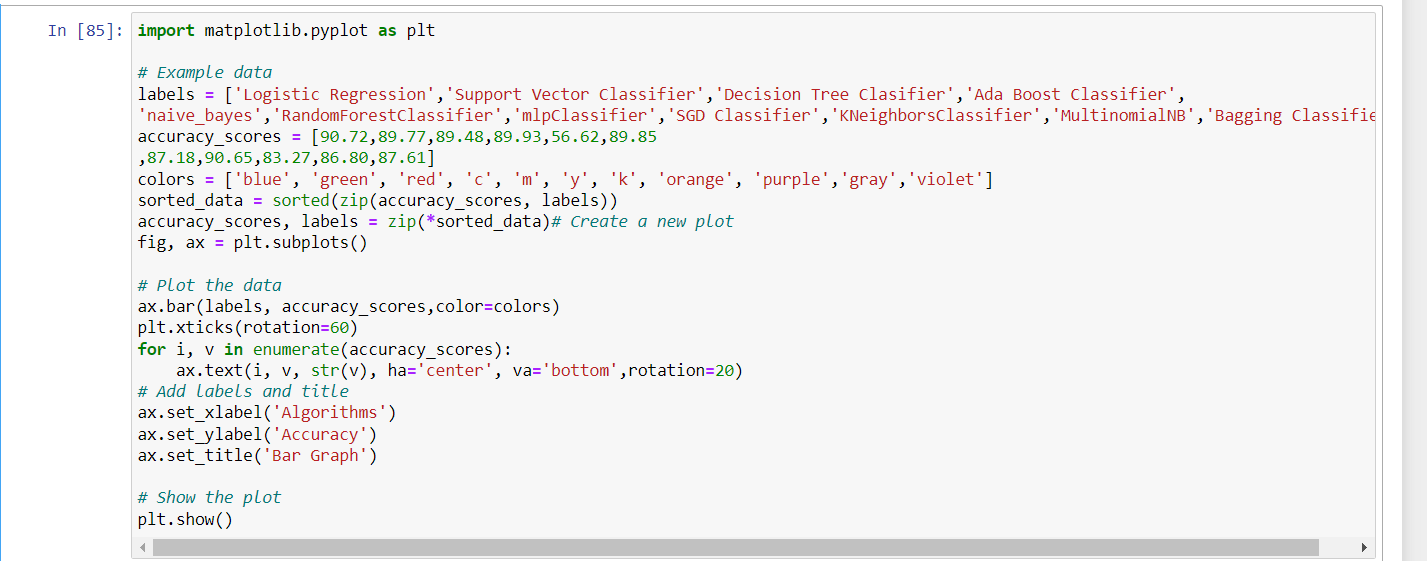 In [85]: import matplotlib.pyplot as plt
# Example data
labels = ['Logistic Regression','Support Vector Classifier','Decision Tree Clasifier','Ada Boost Classifier',
'naive_bayes','RandomForestClassifier','mlpClassifier','SGD Classifier','KNeighborsClassifier','MultinomialNB','Bagging Classifie
accuracy_scores = [90.72,89.77,89.48,89.93,56.62,89.85
,87.18,90.65,83.27,86.80,87.61]
colors = ['blue', 'green', 'red', 'c', 'm', 'y', 'k', 'orange', 'purple','gray','violet']
sorted_data = sorted(zip(accuracy_scores, labels))
accuracy_scores, labels = zip(*sorted_data)# Create a new plot
fig, ax = plt.subplots()
# Plot the data
ax.bar(labels, accuracy_scores,color=colors)
plt.xticks(rotation=60)
for i, v in enumerate(accuracy_scores):
    ax.text(i, v, str(v), ha='center', va='bottom',rotation=20)
# Add labels and title
ax.set_xlabel('Algorithms')
ax.set_ylabel('Accuracy')
ax.set_title('Bar Graph')
# Show the plot
plt.show()